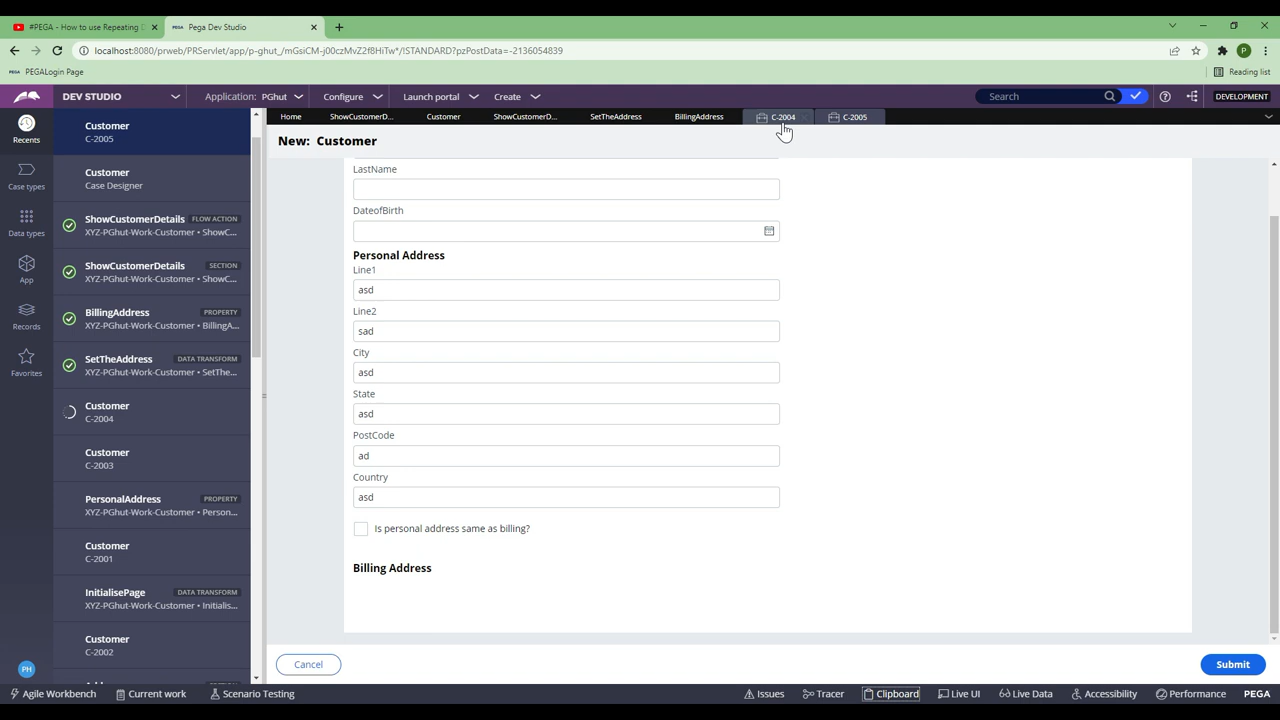 #PEGA - How to use Repeating D
PEGA Pega Dev Studio
localhost:8080/prweb/PRServlet/app/p-ghut_/mGsiCM-j00czMvZ2f8HiTw*/!STANDARD?pzPostData=-2136054839
P
PEGA PEGALogin Page
Reading list
DEV STUDIO
Application: PGhut
Configure
Launch portal
Create
Search
DEVELOPMENT
Home
ShowCustomerD...
Customer
ShowCustomerD...
SetTheAddress
BillingAddress
C-2004
C-2005
Recents
Case types
Data types
App
Records
Favorites
PH
Customer
C-2005
Customer
Case Designer
ShowCustomerDetails FLOW ACTION
XYZ-PGhut-Work-Customer • ShowC...
ShowCustomerDetails SECTION
XYZ-PGhut-Work-Customer • ShowC...
BillingAddress PROPERTY
XYZ-PGhut-Work-Customer • BillingA...
SetTheAddress DATA TRANSFORM
XYZ-PGhut-Work-Customer • SetThe...
Customer
C-2004
Customer
C-2003
PersonalAddress PROPERTY
XYZ-PGhut-Work-Customer • Person...
Customer
C-2001
InitialisePage DATA TRANSFORM
XYZ-PGhut-Work-Customer • Initialis...
Customer
C-2002
New: Customer
LastName
DateofBirth
Personal Address
Line1
asd
Line2
sad
City
asd
State
asd
PostCode
ad
Country
asd
Is personal address same as billing?
Billing Address
Cancel
Submit
Agile Workbench
Current work
Scenario Testing
Issues
Tracer
Clipboard
Live UI
Live Data
Accessibility
Performance
PEGA